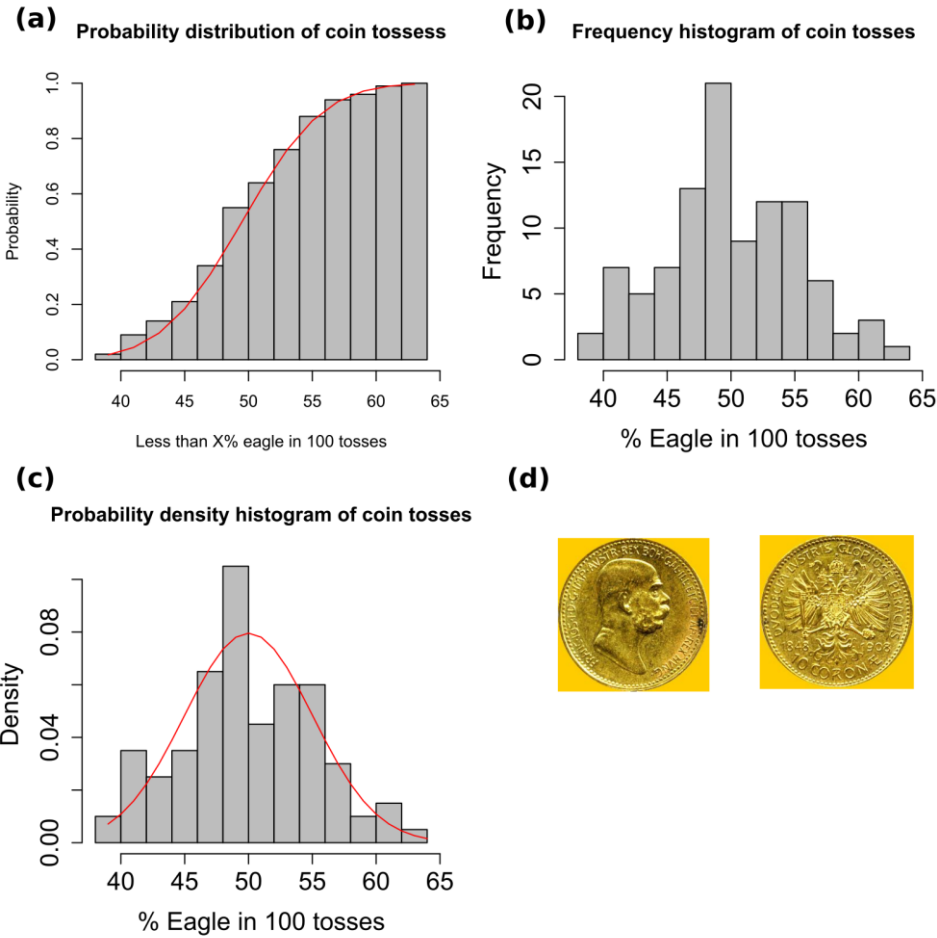 (a)
Probability distribution of coin tossess
1.0
0.8
0.6
0.4
0.2
0.0
Probability
40 45 50 55 60 65
Less than X% eagle in 100 tosses
(b)
Frequency histogram of coin tosses
20
15
10
5
0
Frequency
40 45 50 55 60 65
% Eagle in 100 tosses
(c)
Probability density histogram of coin tosses
0.08
0.04
0.00
Density
40 45 50 55 60 65
% Eagle in 100 tosses
(d)